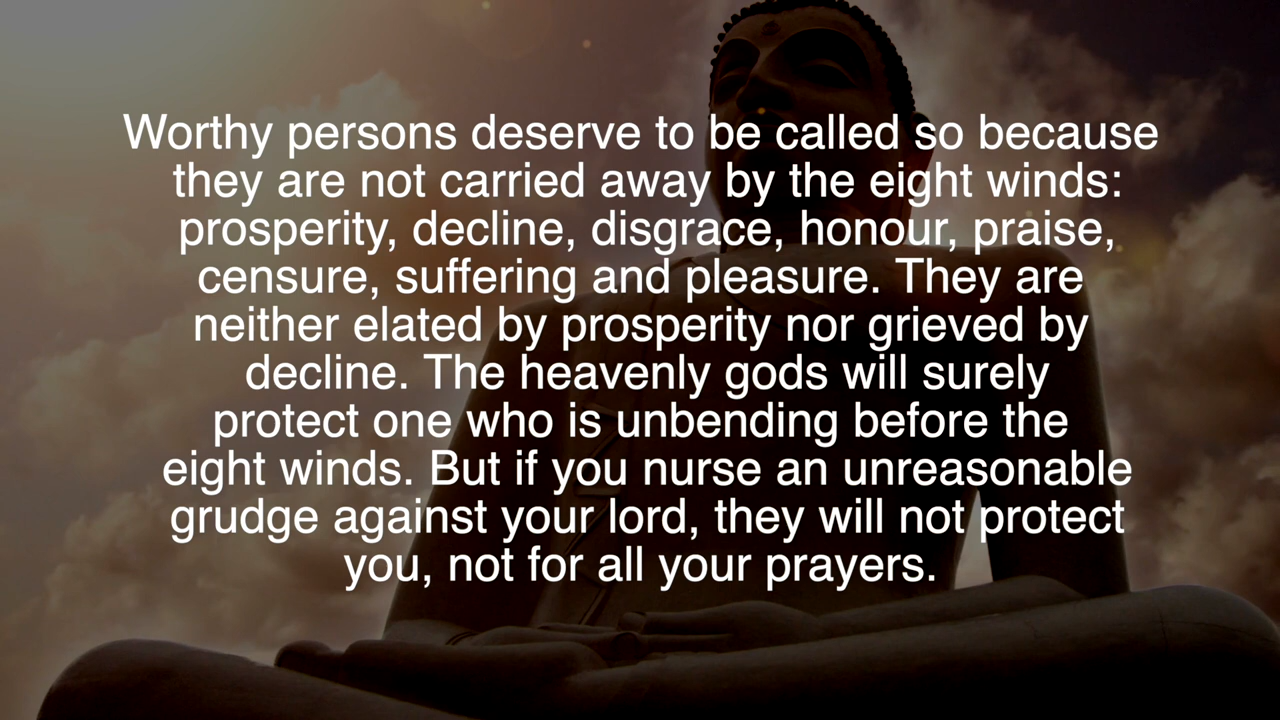 Worthy persons deserve to be called so because
they are not carried away by the eight winds:
prosperity, decline, disgrace, honour, praise,
censure, suffering and pleasure. They are
neither elated by prosperity nor grieved by
decline. The heavenly gods will surely
protect one who is unbending before the
eight winds. But if you nurse an unreasonable
grudge against your lord, they will not protect
you, not for all your prayers.